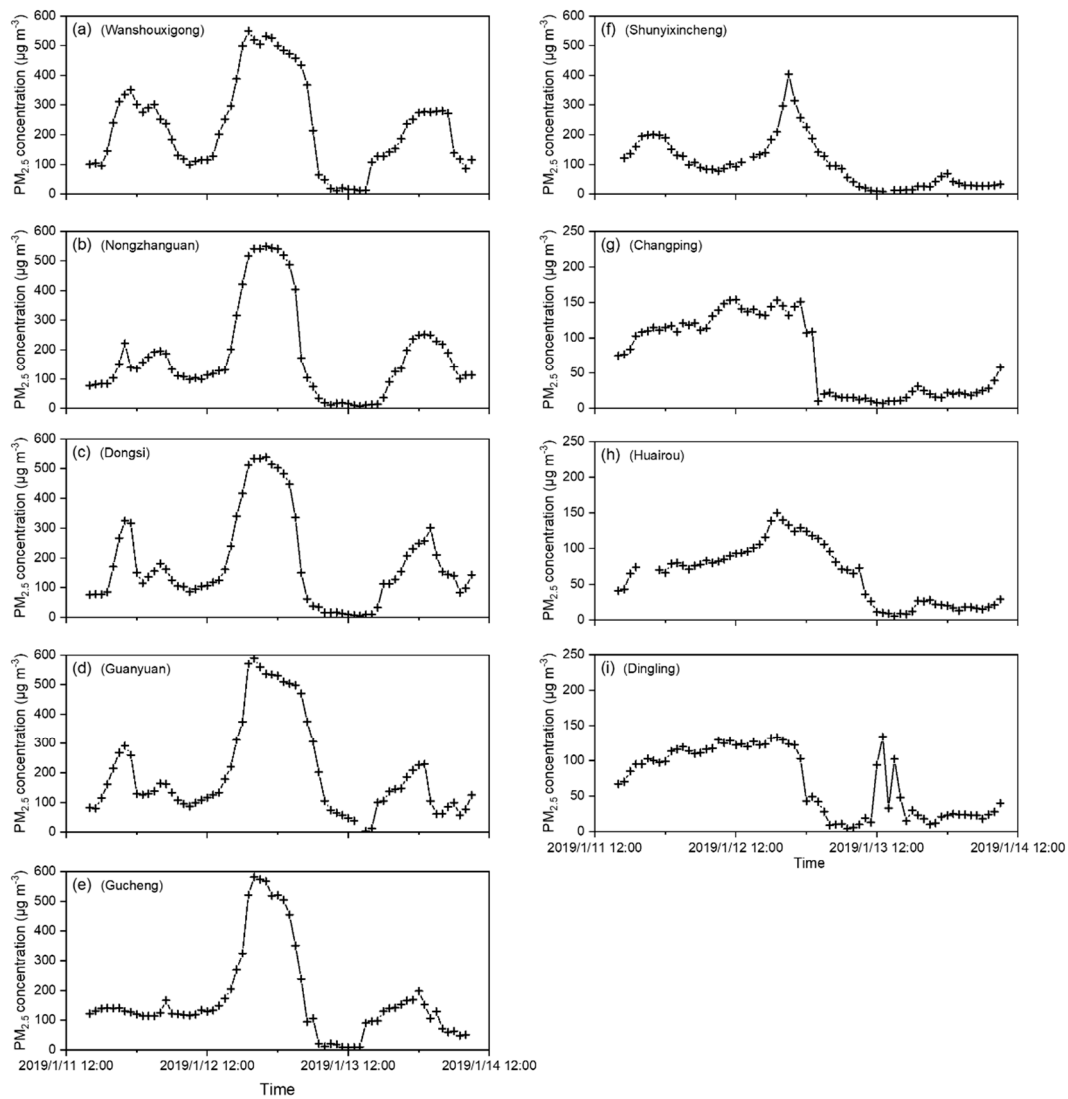 (a) (Wanshouxigong)
PM2.5 concentration (μg m⁻³)
600
500
400
300
200
100
0
(b) (Nongzhanguan)
PM2.5 concentration (μg m⁻³)
600
500
400
300
200
100
0
(c) (Dongsi)
PM2.5 concentration (μg m⁻³)
600
500
400
300
200
100
0
(d) (Guanyuan)
PM2.5 concentration (μg m⁻³)
600
500
400
300
200
100
0
(e) (Gucheng)
PM2.5 concentration (μg m⁻³)
600
500
400
300
200
100
0
2019/1/11 12:00 2019/1/12 12:00 2019/1/13 12:00 2019/1/14 12:00
Time
(f) (Shunyixincheng)
PM2.5 concentration (μg m⁻³)
600
500
400
300
200
100
0
(g) (Changping)
PM2.5 concentration (μg m⁻³)
250
200
150
100
50
0
(h) (Huairou)
PM2.5 concentration (μg m⁻³)
250
200
150
100
50
0
(i) (Dingling)
PM2.5 concentration (μg m⁻³)
250
200
150
100
50
0
2019/1/11 12:00 2019/1/12 12:00 2019/1/13 12:00 2019/1/14 12:00
Time